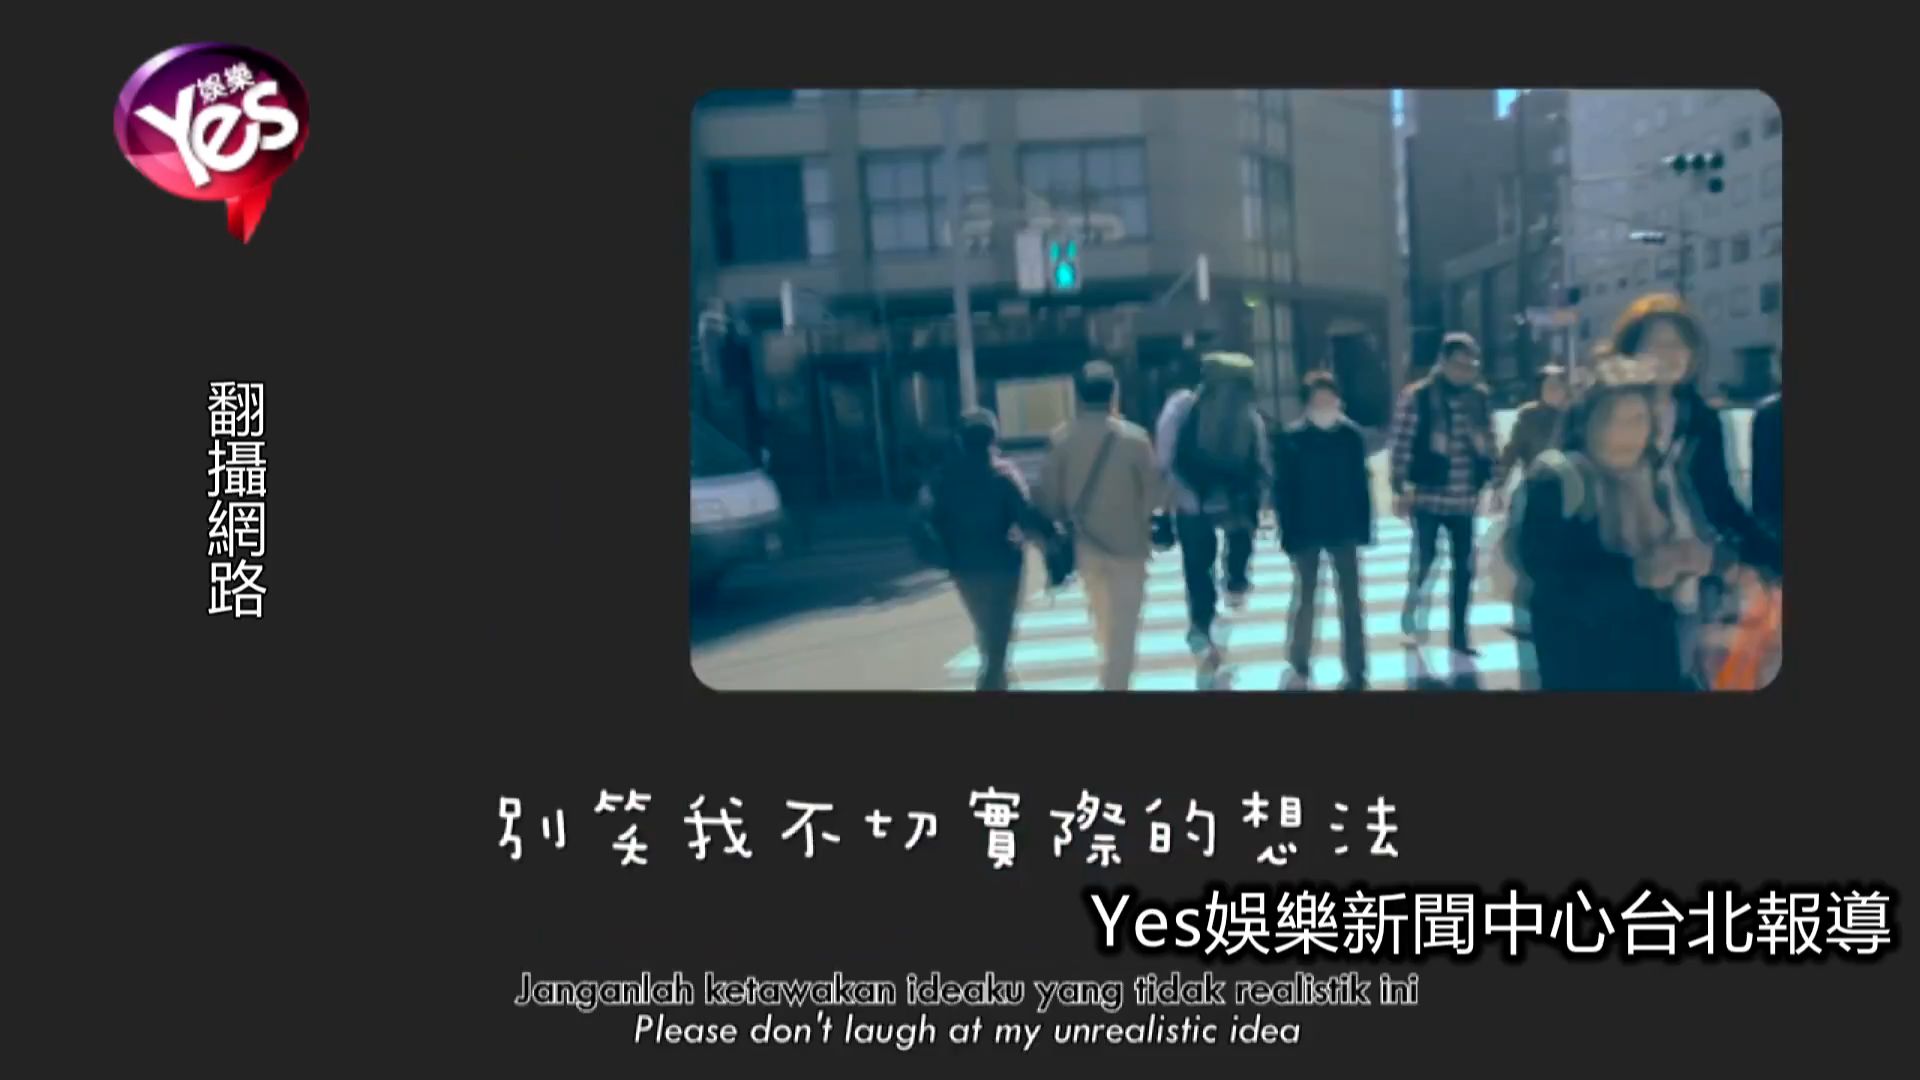 娛樂
Yes
翻攝網路
別笑我不切實際的想法
Yes娛樂新聞中心台北報導
Janganlah ketawakan ideaku yang tidak realistik ini
Please don't laugh at my unrealistic idea